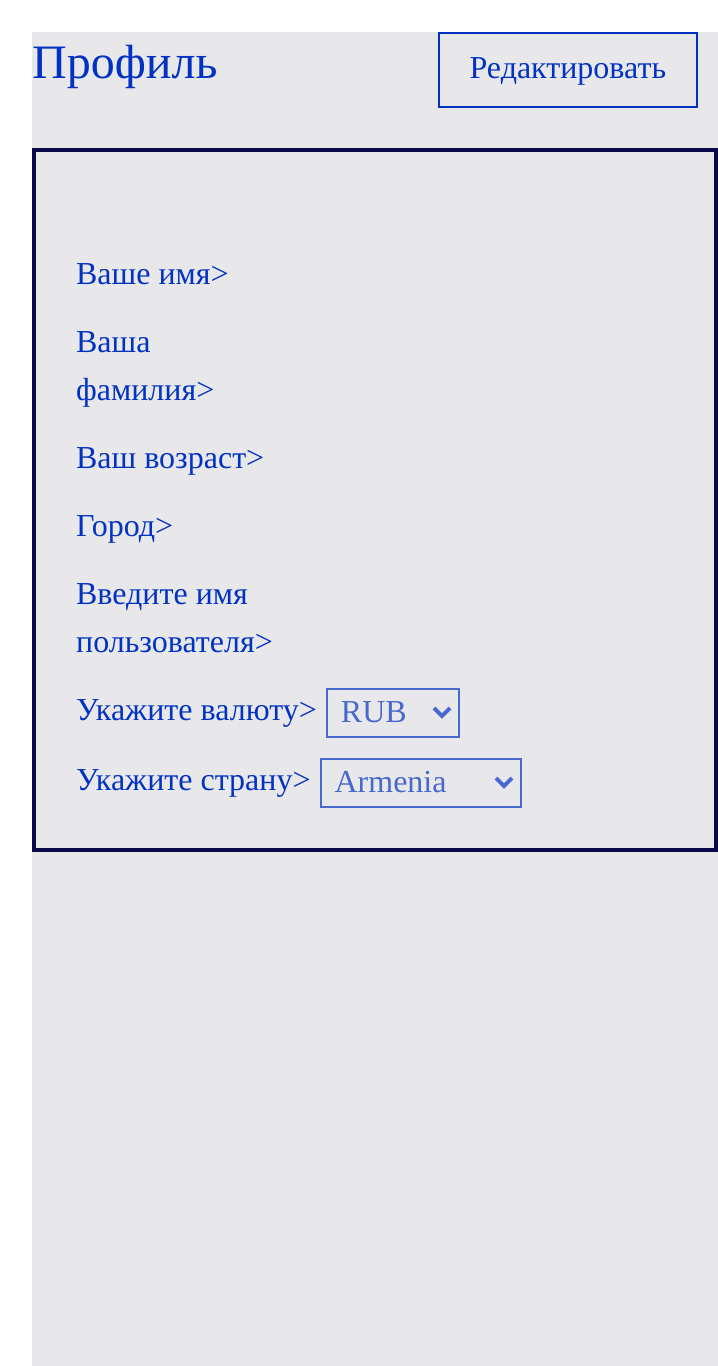 Профиль
Редактировать
Ваше имя>
Ваша
фамилия>
Ваш возраст>
Город>
Введите имя
пользователя>
Укажите валюту> RUB
Укажите страну> Armenia